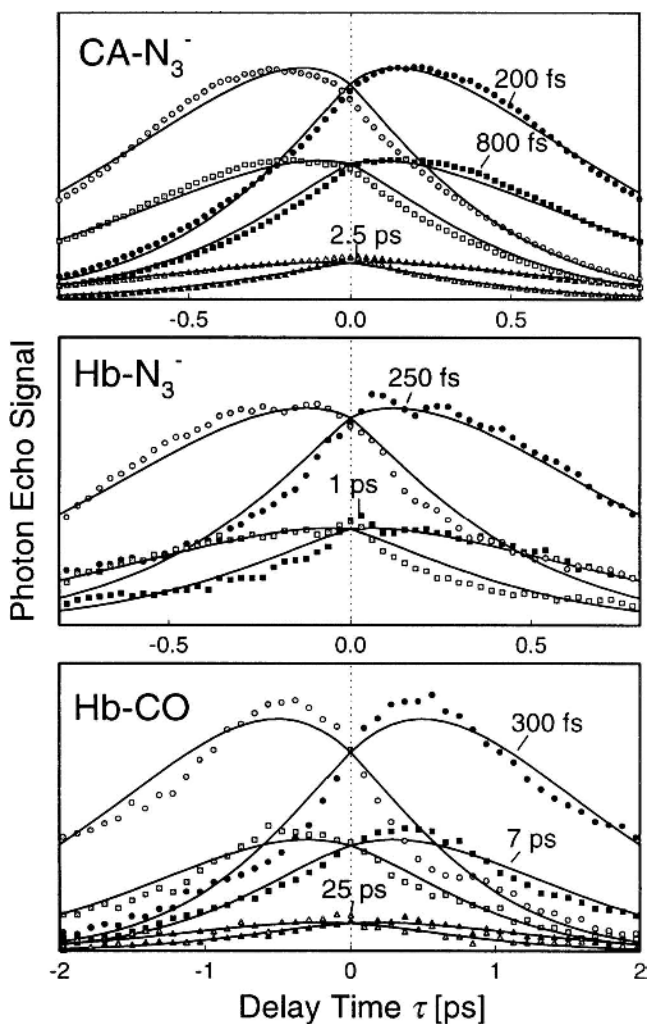 CA-N₃⁻
200 fs
800 fs
2.5 ps
-0.5 0.0 0.5
Hb-N₃⁻
250 fs
1 ps
-0.5 0.0 0.5
Photon Echo Signal
Hb-CO
300 fs
7 ps
25 ps
-2 -1 0 1 2
Delay Time τ [ps]